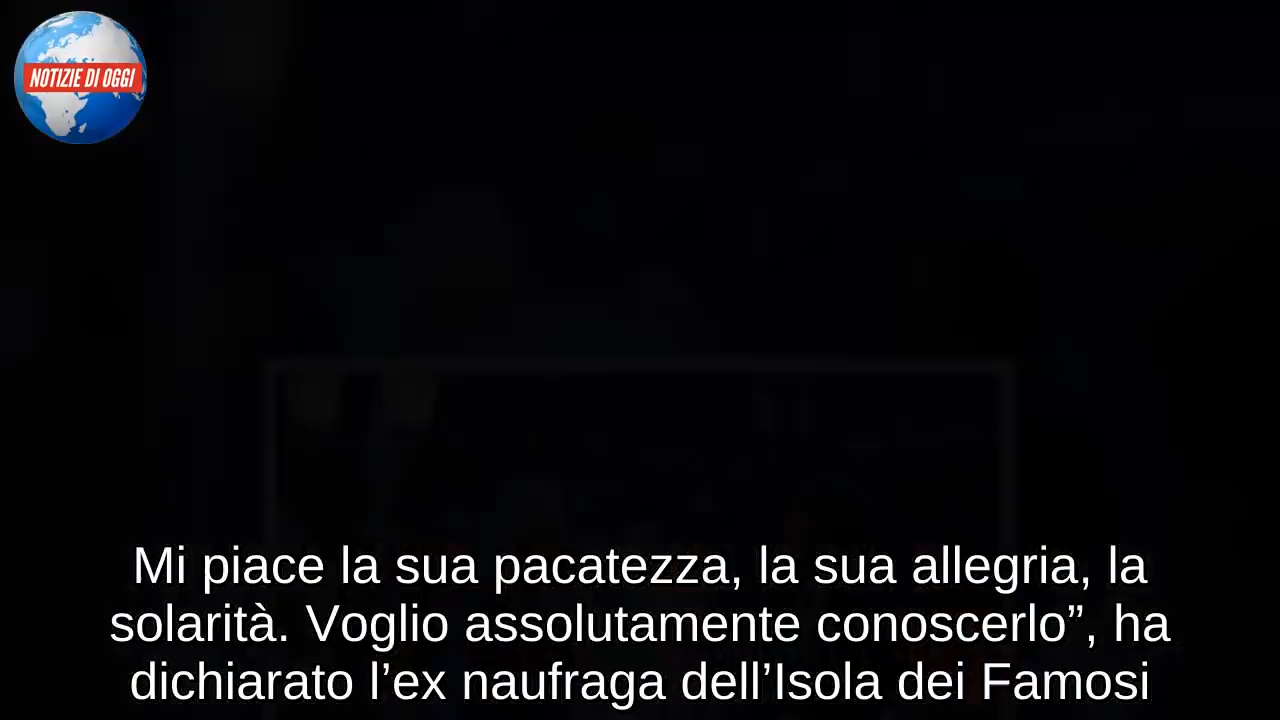 NOTIZIE DI OGGI
Mi piace la sua pacatezza, la sua allegria, la
solarità. Voglio assolutamente conoscerlo”, ha
dichiarato l’ex naufraga dell’Isola dei Famosi